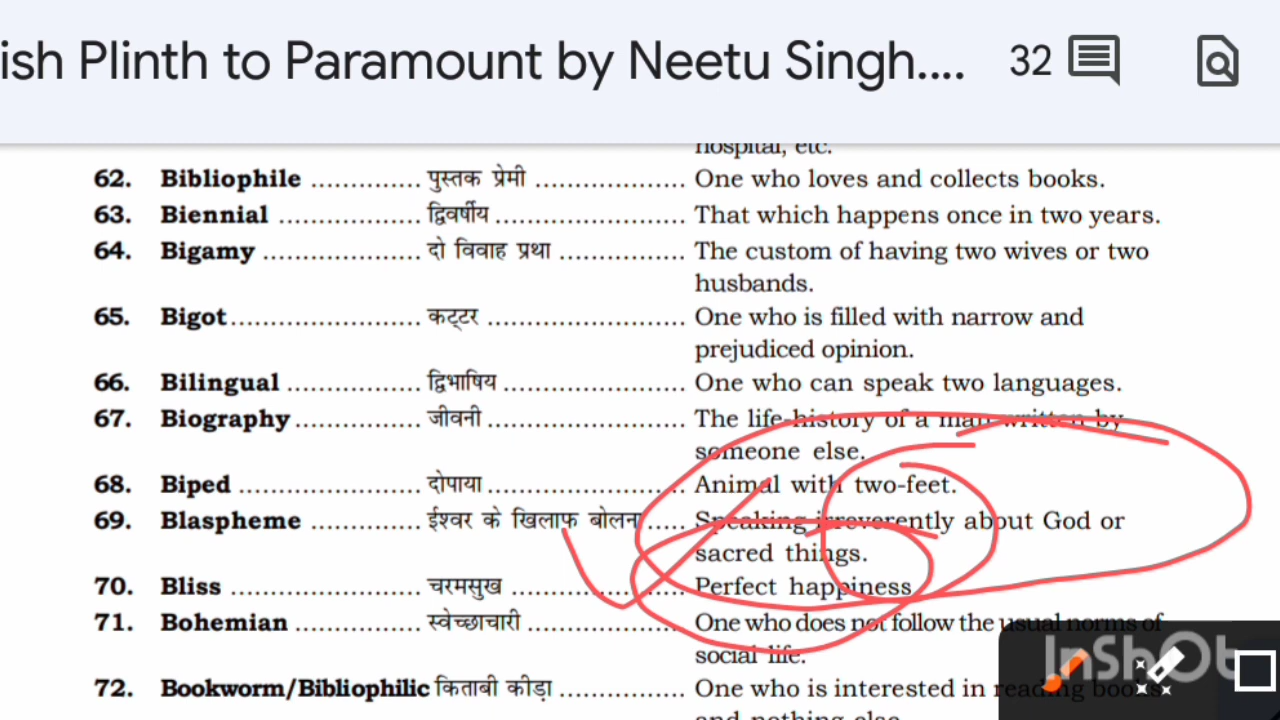 ish Plinth to Paramount by Neetu Singh.... 32
hospital, etc.
62. Bibliophile .............. पुस्तक प्रेमी ................... One who loves and collects books.
63. Biennial .................. द्विवर्षीय ........................ That which happens once in two years.
64. Bigamy .................... दो विवाह प्रथा ................ The custom of having two wives or two
husbands.
65. Bigot........................ कट्टर ......................... One who is filled with narrow and
prejudiced opinion.
66. Bilingual ................. द्विभाषिय ....................... One who can speak two languages.
67. Biography ................ जीवनी ......................... The life-history of a man written by
someone else.
68. Biped ....................... दोपाया ......................... Animal with two-feet.
69. Blaspheme .............. ईश्वर के खिलाफ बोलना ..... Speaking irreverently about God or
sacred things.
70. Bliss ........................ चरमसुख ...................... Perfect happiness
71. Bohemian ................ स्वेच्छाचारी .................... One who does not follow the usual norms of
social life.
72. Bookworm/Bibliophilic किताबी कीड़ा ................ One who is interested in reading books
and nothing else
InShOt